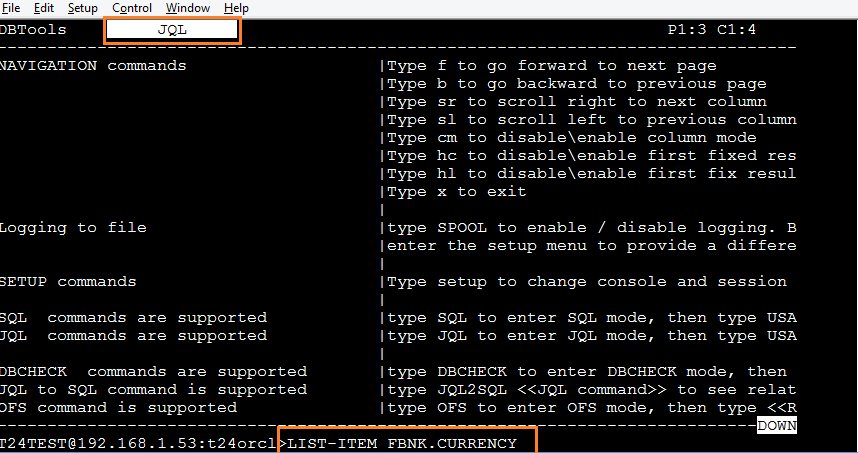 File Edit Setup Control Window Help
DBTools JQL P1:3 C1:4
NAVIGATION commands |Type f to go forward to next page
|Type b to go backward to previous page
|Type sr to scroll right to next column
|Type sl to scroll left to previous column
|Type cm to disable\enable column mode
|Type hc to disable\enable first fixed res
|Type hl to disable\enable first fix resul
|Type x to exit
|
Logging to file |type SPOOL to enable / disable logging. B
|enter the setup menu to provide a differe
|
SETUP commands |Type setup to change console and session
|
SQL commands are supported |type SQL to enter SQL mode, then type USA
JQL commands are supported |type JQL to enter JQL mode, then type USA
|
DBCHECK commands are supported |type DBCHECK to enter DBCHECK mode, then
JQL to SQL command is supported |type JQL2SQL <<JQL command>> to see relat
OFS command is supported |type OFS to enter OFS mode, then type <<R
DOWN
T24TEST@192.168.1.53:t24orcl>LIST-ITEM FBNK.CURRENCY